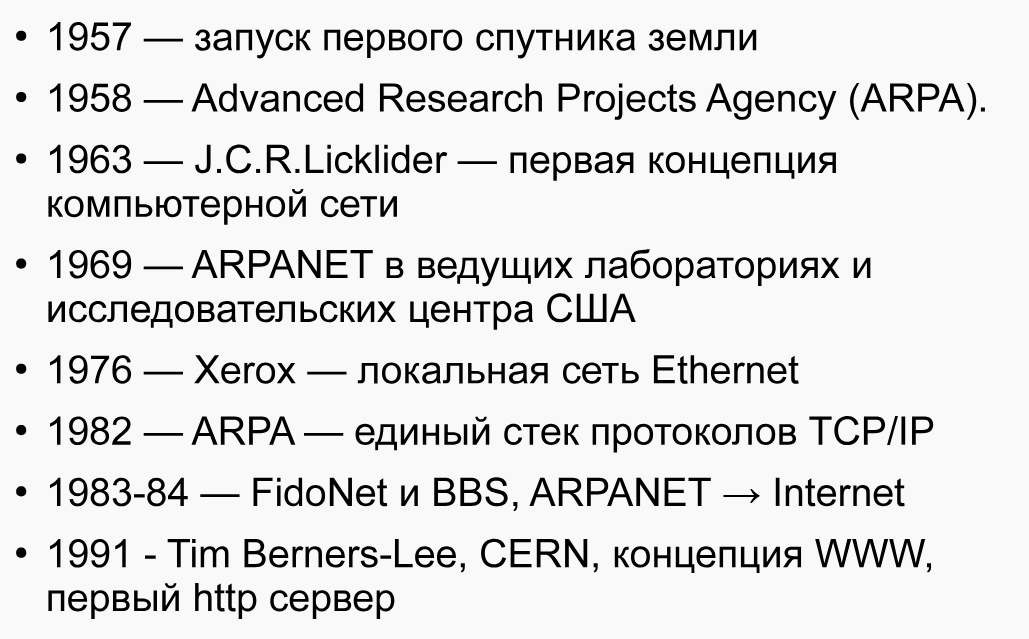 • 1957 — запуск первого спутника земли
• 1958 — Advanced Research Projects Agency (ARPA).
• 1963 — J.C.R.Licklider — первая концепция
компьютерной сети
• 1969 — ARPANET в ведущих лабораториях и
исследовательских центра США
• 1976 — Xerox — локальная сеть Ethernet
• 1982 — ARPA — единый стек протоколов TCP/IP
• 1983-84 — FidoNet и BBS, ARPANET → Internet
• 1991 - Tim Berners-Lee, CERN, концепция WWW,
первый http сервер